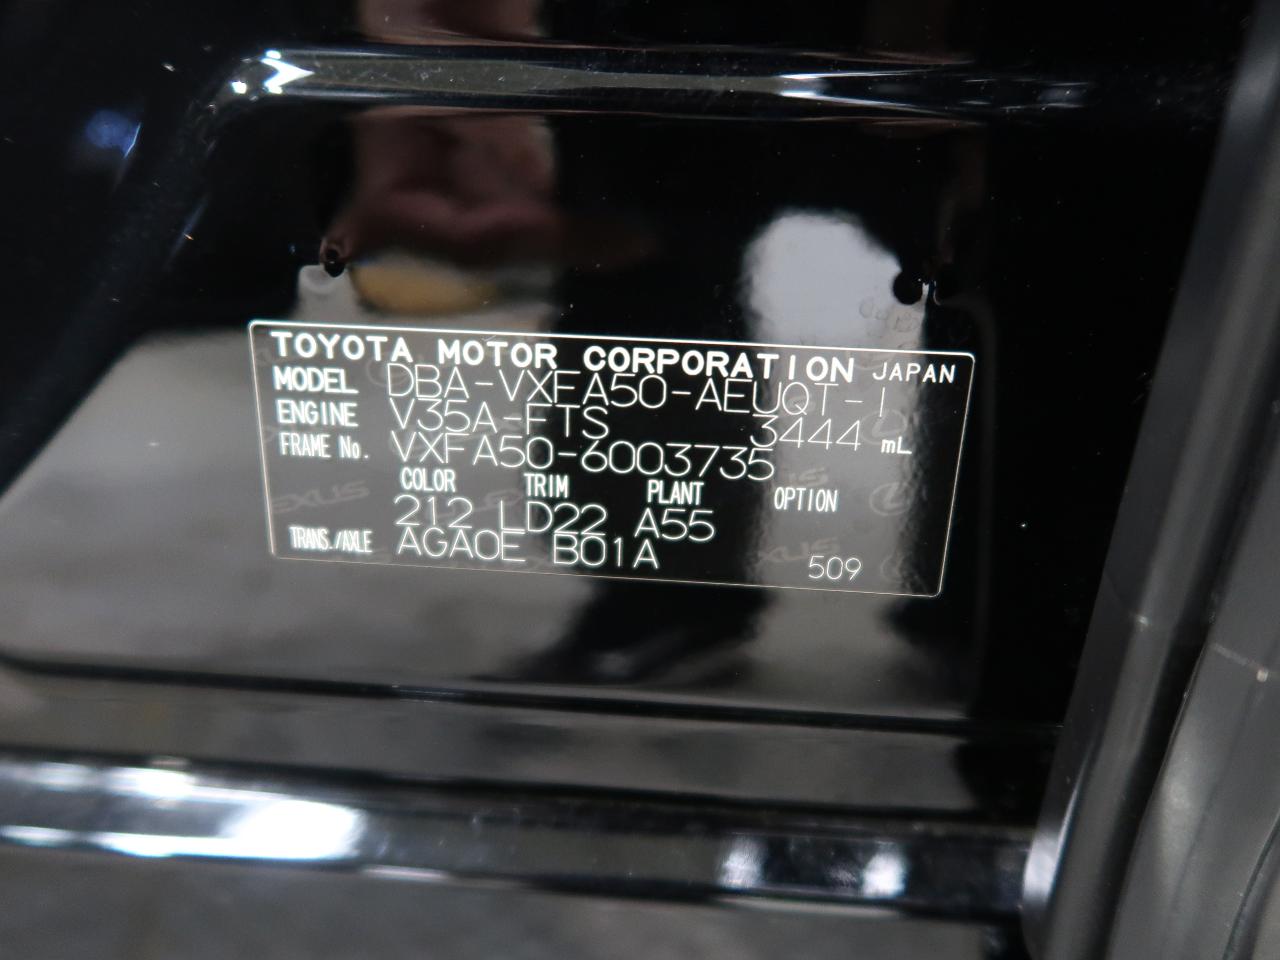 TOYOTA MOTOR CORPORATION JAPAN
MODEL DBA-VXFA50-AEUQT-I
ENGINE V35A-FTS 3444 mL
FRAME No. VXFA50-6003735
COLOR TRIM PLANT OPTION
212 LD22 A55
TRANS./AXLE AGA0E B01A 509